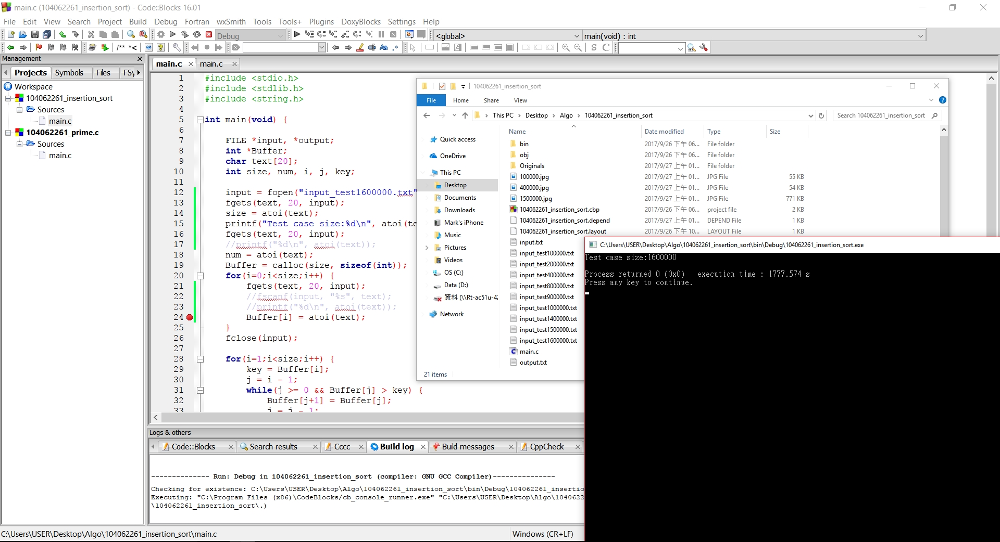 main.c (104062261_insertion_sort) - Code::Blocks 16.01
File Edit View Search Project Build Debug Fortran wxSmith Tools Tools+ Plugins DoxyBlocks Settings Help
Debug
<global>
main(void) : int
/** *<
Aa .*
S C
Management
Projects Symbols Files FSy
Workspace
104062261_insertion_sort
Sources
main.c
104062261_prime.c
Sources
main.c
main.c main.c
1 #include <stdio.h>
2 #include <stdlib.h>
3 #include <string.h>
4
5 int main(void) {
6
7 FILE *input, *output;
8 int *Buffer;
9 char text[20];
10 int size, num, i, j, key;
11
12 input = fopen("input_test1600000.txt"
13 fgets(text, 20, input);
14 size = atoi(text);
15 printf("Test case size:%d\n", atoi(te
16 fgets(text, 20, input);
17 //printf("%d\n", atoi(text));
18 num = atoi(text);
19 Buffer = calloc(size, sizeof(int));
20 for(i=0;i<size;i++) {
21 fgets(text, 20, input);
22 //fscanf(input, "%s", text);
23 //printf("%d\n", atoi(text));
24 Buffer[i] = atoi(text);
25 }
26 fclose(input);
27
28 for(i=1;i<size;i++) {
29 key = Buffer[i];
30 j = i - 1;
31 while(j >= 0 && Buffer[j] > key) {
32 Buffer[j+1] = Buffer[j];
33 j = j - 1;
104062261_insertion_sort
File Home Share View
This PC > Desktop > Algo > 104062261_insertion_sort
Search 104062261_insertion_sort
Quick access
OneDrive
This PC
Desktop
Documents
Downloads
Mark's iPhone
Music
Pictures
Videos
OS (C:)
Data (D:)
資料 (\\Rt-ac51u-42
Network
Name Date modified Type Size
bin 2017/9/26 下午 06... File folder
obj 2017/9/26 下午 06... File folder
Originals 2017/9/27 上午 01... File folder
100000.jpg 2017/9/27 上午 01... JPG File 55 KB
400000.jpg 2017/9/27 上午 01... JPG File 54 KB
1500000.jpg 2017/9/27 上午 01... JPG File 771 KB
104062261_insertion_sort.cbp 2017/9/26 下午 06... project file 2 KB
104062261_insertion_sort.depend 2017/9/27 上午 01... DEPEND File 1 KB
104062261_insertion_sort.layout 2017/9/26 下午 10... LAYOUT File 1 KB
input.txt
input_test100000.txt
input_test200000.txt
input_test400000.txt
input_test800000.txt
input_test900000.txt
input_test1000000.txt
input_test1400000.txt
input_test1500000.txt
input_test1600000.txt
main.c
output.txt
21 items
C:\Users\USER\Desktop\Algo\104062261_insertion_sort\bin\Debug\104062261_insertion_sort.exe
Test case size:1600000
Process returned 0 (0x0) execution time : 1777.574 s
Press any key to continue.
Logs & others
Code::Blocks Search results Cccc Build log Build messages CppCheck
-------------- Run: Debug in 104062261_insertion_sort (compiler: GNU GCC Compiler)---------------
Checking for existence: C:\Users\USER\Desktop\Algo\104062261_insertion_sort\bin\Debug\104062261_insertio
Executing: "C:\Program Files (x86)\CodeBlocks/cb_console_runner.exe" "C:\Users\USER\Desktop\Algo\1040622
\104062261_insertion_sort\.)
C:\Users\USER\Desktop\Algo\104062261_insertion_sort\main.c
Windows (CR+LF)